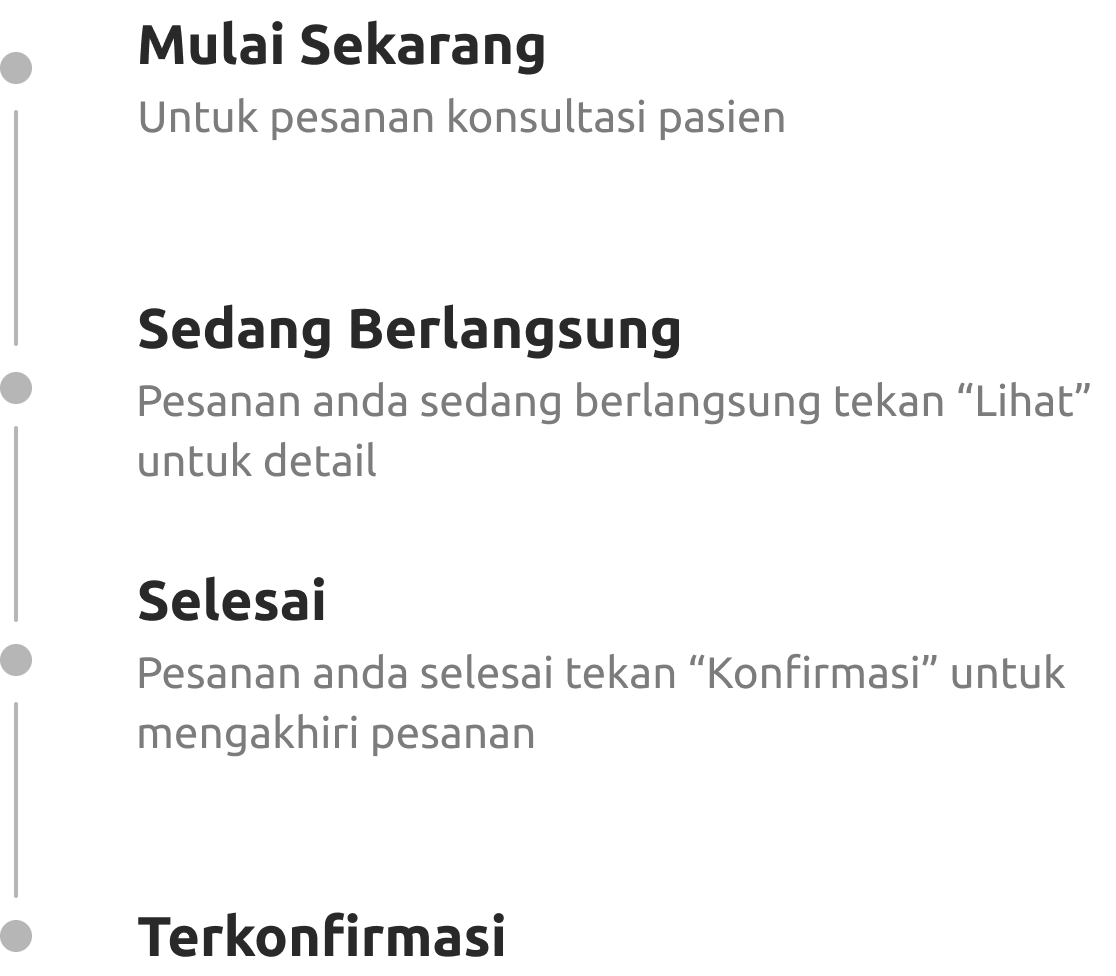 Mulai Sekarang
Untuk pesanan konsultasi pasien
Sedang Berlangsung
Pesanan anda sedang berlangsung tekan “Lihat”
untuk detail
Selesai
Pesanan anda selesai tekan “Konfirmasi” untuk
mengakhiri pesanan
Terkonfirmasi